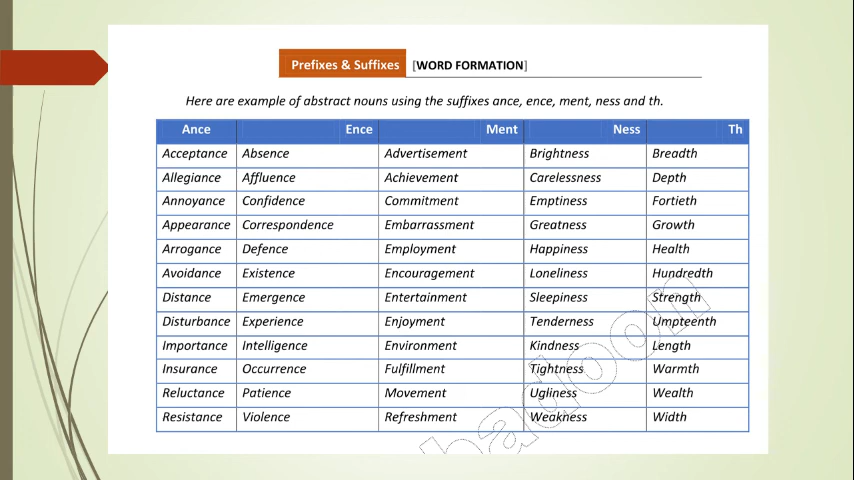 Prefixes & Suffixes [WORD FORMATION]
Here are example of abstract nouns using the suffixes ance, ence, ment, ness and th.
Ance Ence Ment Ness Th
Acceptance Absence Advertisement Brightness Breadth
Allegiance Affluence Achievement Carelessness Depth
Annoyance Confidence Commitment Emptiness Fortieth
Appearance Correspondence Embarrassment Greatness Growth
Arrogance Defence Employment Happiness Health
Avoidance Existence Encouragement Loneliness Hundredth
Distance Emergence Entertainment Sleepiness Strength
Disturbance Experience Enjoyment Tenderness Umpteenth
Importance Intelligence Environment Kindness Length
Insurance Occurrence Fulfillment Tightness Warmth
Reluctance Patience Movement Ugliness Wealth
Resistance Violence Refreshment Weakness Width